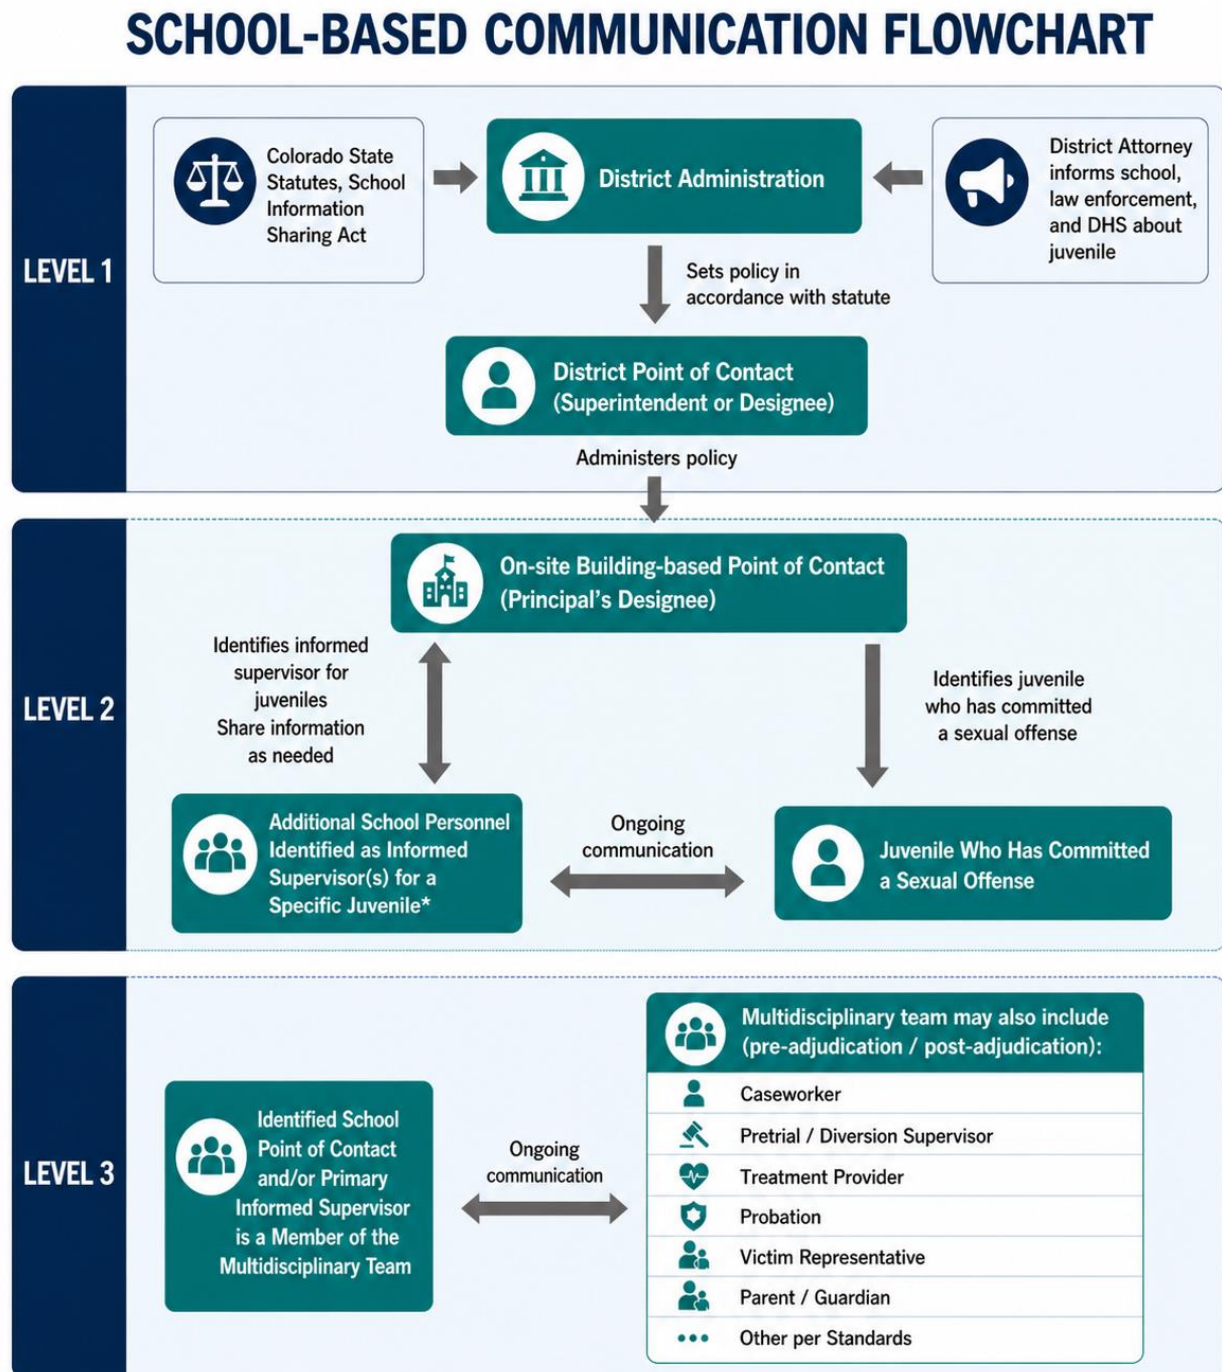 SCHOOL-BASED COMMUNICATION FLOWCHART
LEVEL 1
Colorado State
Statutes, School
Information
Sharing Act
District Administration
District Attorney
informs school,
law enforcement,
and DHS about
juvenile
Sets policy in
accordance with statute
District Point of Contact
(Superintendent or Designee)
Administers policy
LEVEL 2
On-site Building-based Point of Contact
(Principal's Designee)
Identifies informed
supervisor for
juveniles
Share information
as needed
Identifies juvenile
who has committed
a sexual offense
Additional School Personnel
Identified as Informed
Supervisor(s) for a
Specific Juvenile*
Ongoing
communication
Juvenile Who Has Committed
a Sexual Offense
LEVEL 3
Identified School
Point of Contact
and/or Primary
Informed Supervisor
is a Member of the
Multidisciplinary Team
Ongoing
communication
Multidisciplinary team may also include
(pre-adjudication / post-adjudication):
Caseworker
Pretrial / Diversion Supervisor
Treatment Provider
Probation
Victim Representative
Parent / Guardian
Other per Standards